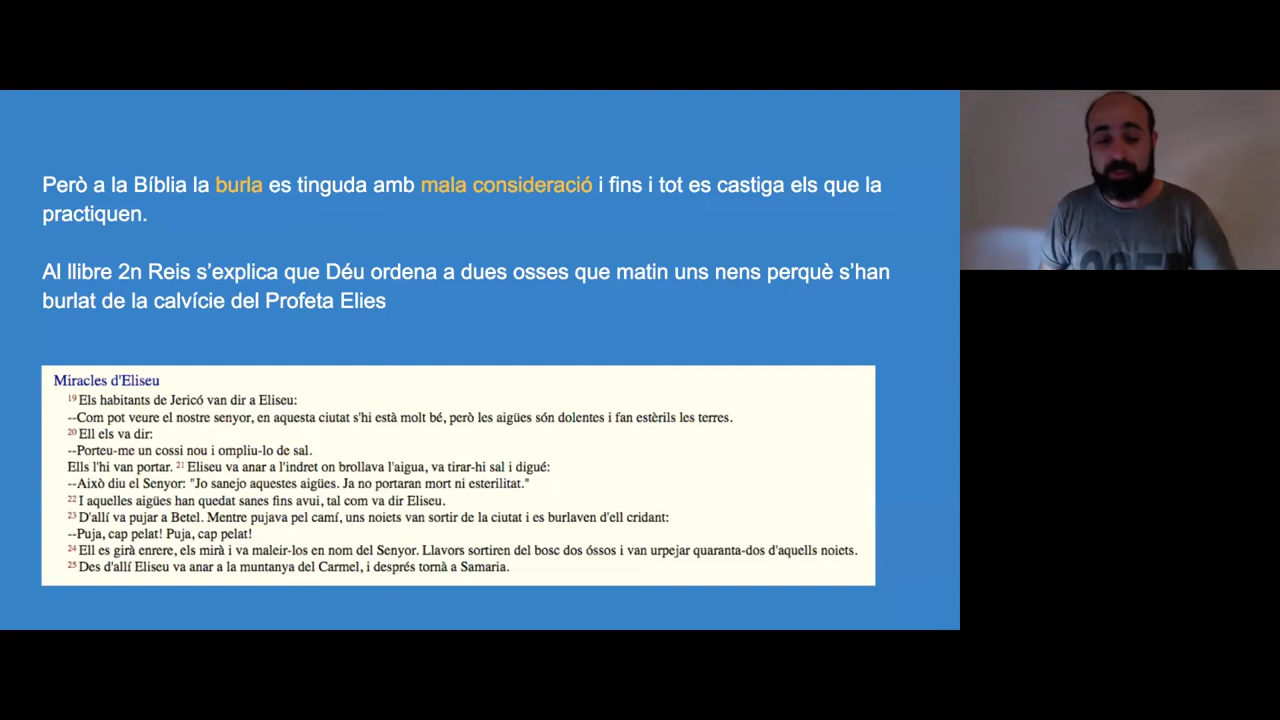 Però a la Bíblia la burla es tinguda amb mala consideració i fins i tot es castiga els que la
practiquen.
Al llibre 2n Reis s'explica que Déu ordena a dues osses que matin uns nens perquè s'han
burlat de la calvície del Profeta Elies
Miracles d'Eliseu
19 Els habitants de Jericó van dir a Eliseu:
--Com pot veure el nostre senyor, en aquesta ciutat s'hi està molt bé, però les aigües són dolentes i fan estèrils les terres.
20 Ell els va dir:
--Porteu-me un cossi nou i ompliu-lo de sal.
Ells l'hi van portar. 21 Eliseu va anar a l'indret on brollava l'aigua, va tirar-hi sal i digué:
--Això diu el Senyor: "Jo sanejo aquestes aigües. Ja no portaran mort ni esterilitat."
22 I aquelles aigües han quedat sanes fins avui, tal com va dir Eliseu.
23 D'allí va pujar a Betel. Mentre pujava pel camí, uns noiets van sortir de la ciutat i es burlaven d'ell cridant:
--Puja, cap pelat! Puja, cap pelat!
24 Ell es girà enrere, els mirà i va maleir-los en nom del Senyor. Llavors sortiren del bosc dos óssos i van urpejar quaranta-dos d'aquells noiets.
25 Des d'allí Eliseu va anar a la muntanya del Carmel, i després tornà a Samaria.